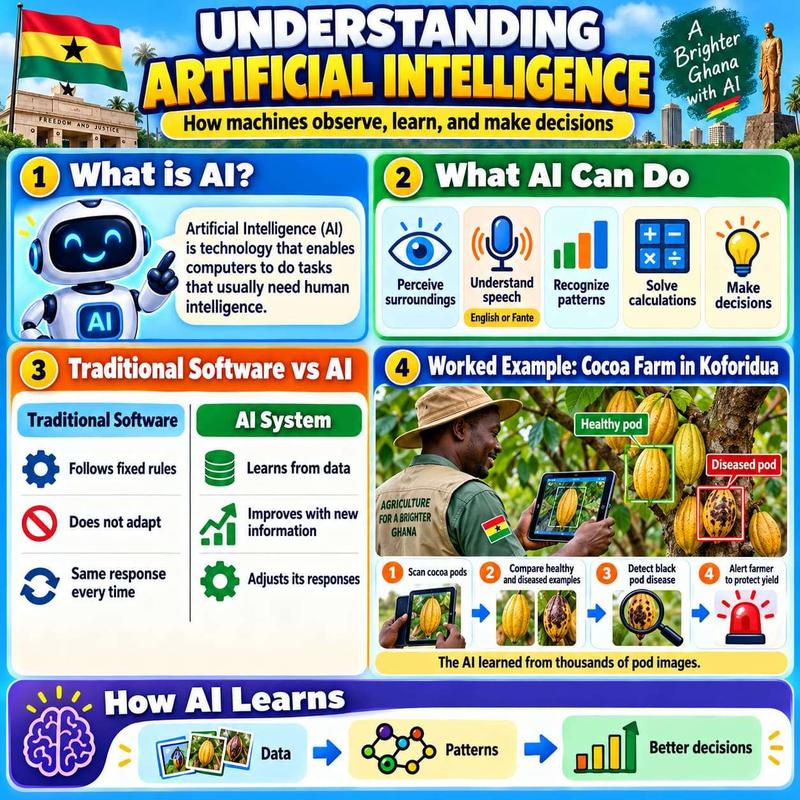 UNDERSTANDING
ARTIFICIAL INTELLIGENCE
How machines observe, learn, and make decisions
FREEDOM AND JUSTICE
A
Brighter
Ghana
with AI
1 What is AI?
Artificial Intelligence (AI)
is technology that enables
computers to do tasks
that usually need human
intelligence.
AI
2 What AI Can Do
Perceive
surroundings
Understand
speech
English or Fante
Recognize
patterns
Solve
calculations
Make
decisions
3 Traditional Software vs AI
Traditional Software
Follows fixed rules
Does not adapt
Same response
every time
AI System
Learns from data
Improves with new
information
Adjusts its responses
4 Worked Example: Cocoa Farm in Koforidua
Healthy pod
Diseased pod
AGRICULTURE
FOR A BRIGHTER
GHANA
1 Scan cocoa pods
2 Compare healthy
and diseased examples
3 Detect black
pod disease
4 Alert farmer
to protect yield
The AI learned from thousands of pod images.
How AI Learns
Data
Patterns
Better decisions